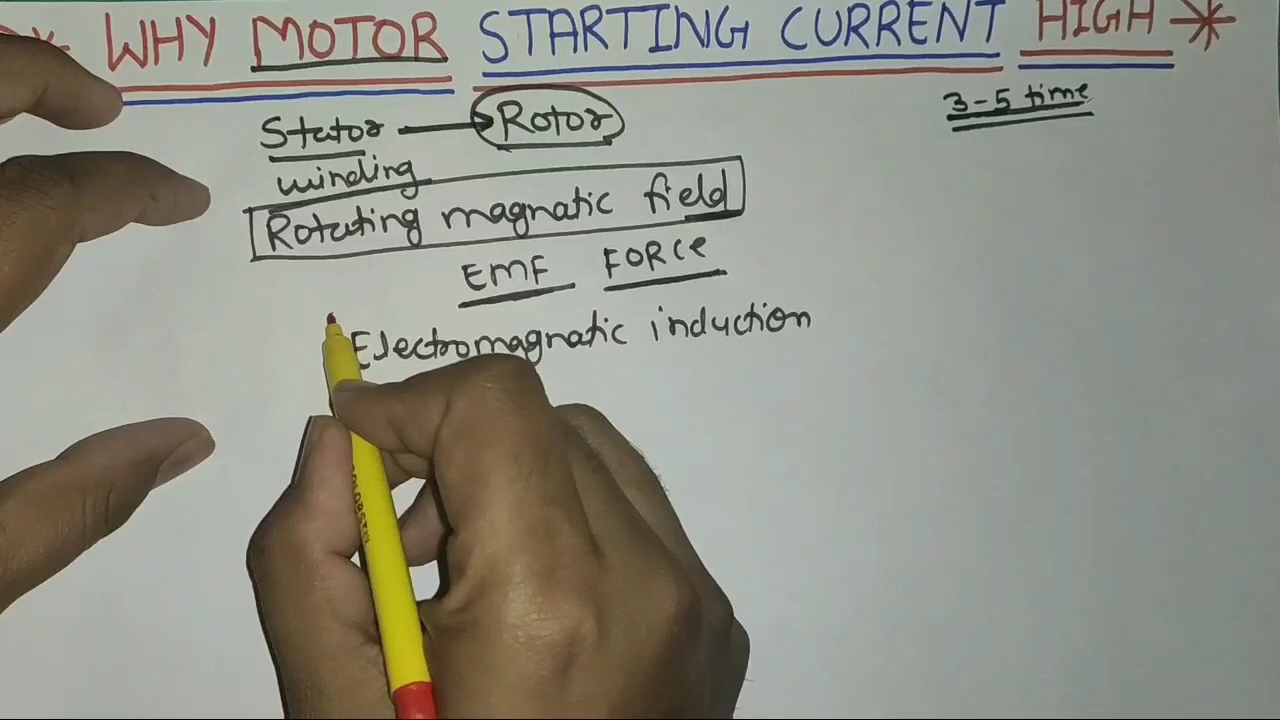 WHY MOTOR STARTING CURRENT HIGH
3-5 time
Stator → Rotor
winding
Rotating magnatic field
EMF FORCE
Electromagnatic induction